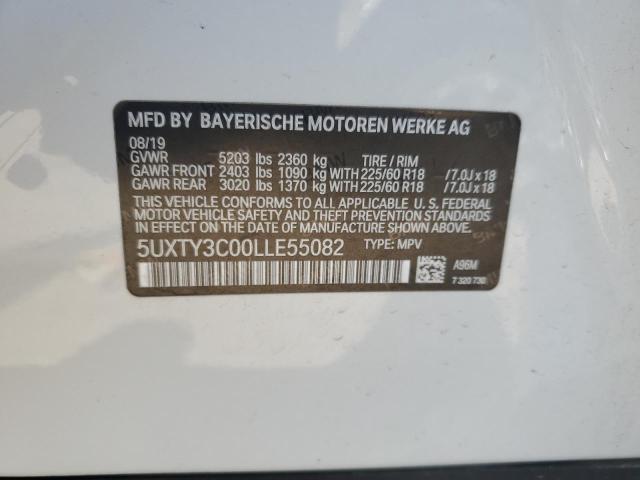 MFD BY BAYERISCHE MOTOREN WERKE AG
08/19
GVWR 5203 lbs 2360 kg TIRE / RIM
GAWR FRONT 2403 lbs 1090 kg WITH 225/60 R18 /7.0J x 18
GAWR REAR 3020 lbs 1370 kg WITH 225/60 R18 /7.0J x 18
THIS VEHICLE CONFORMS TO ALL APPLICABLE U. S. FEDERAL
MOTOR VEHICLE SAFETY AND THEFT PREVENTION STANDARDS IN
EFFECT ON THE DATE OF MANUFACTURE SHOWN ABOVE.
5UXTY3C00LLE55082 TYPE: MPV
A96M
7 320 730